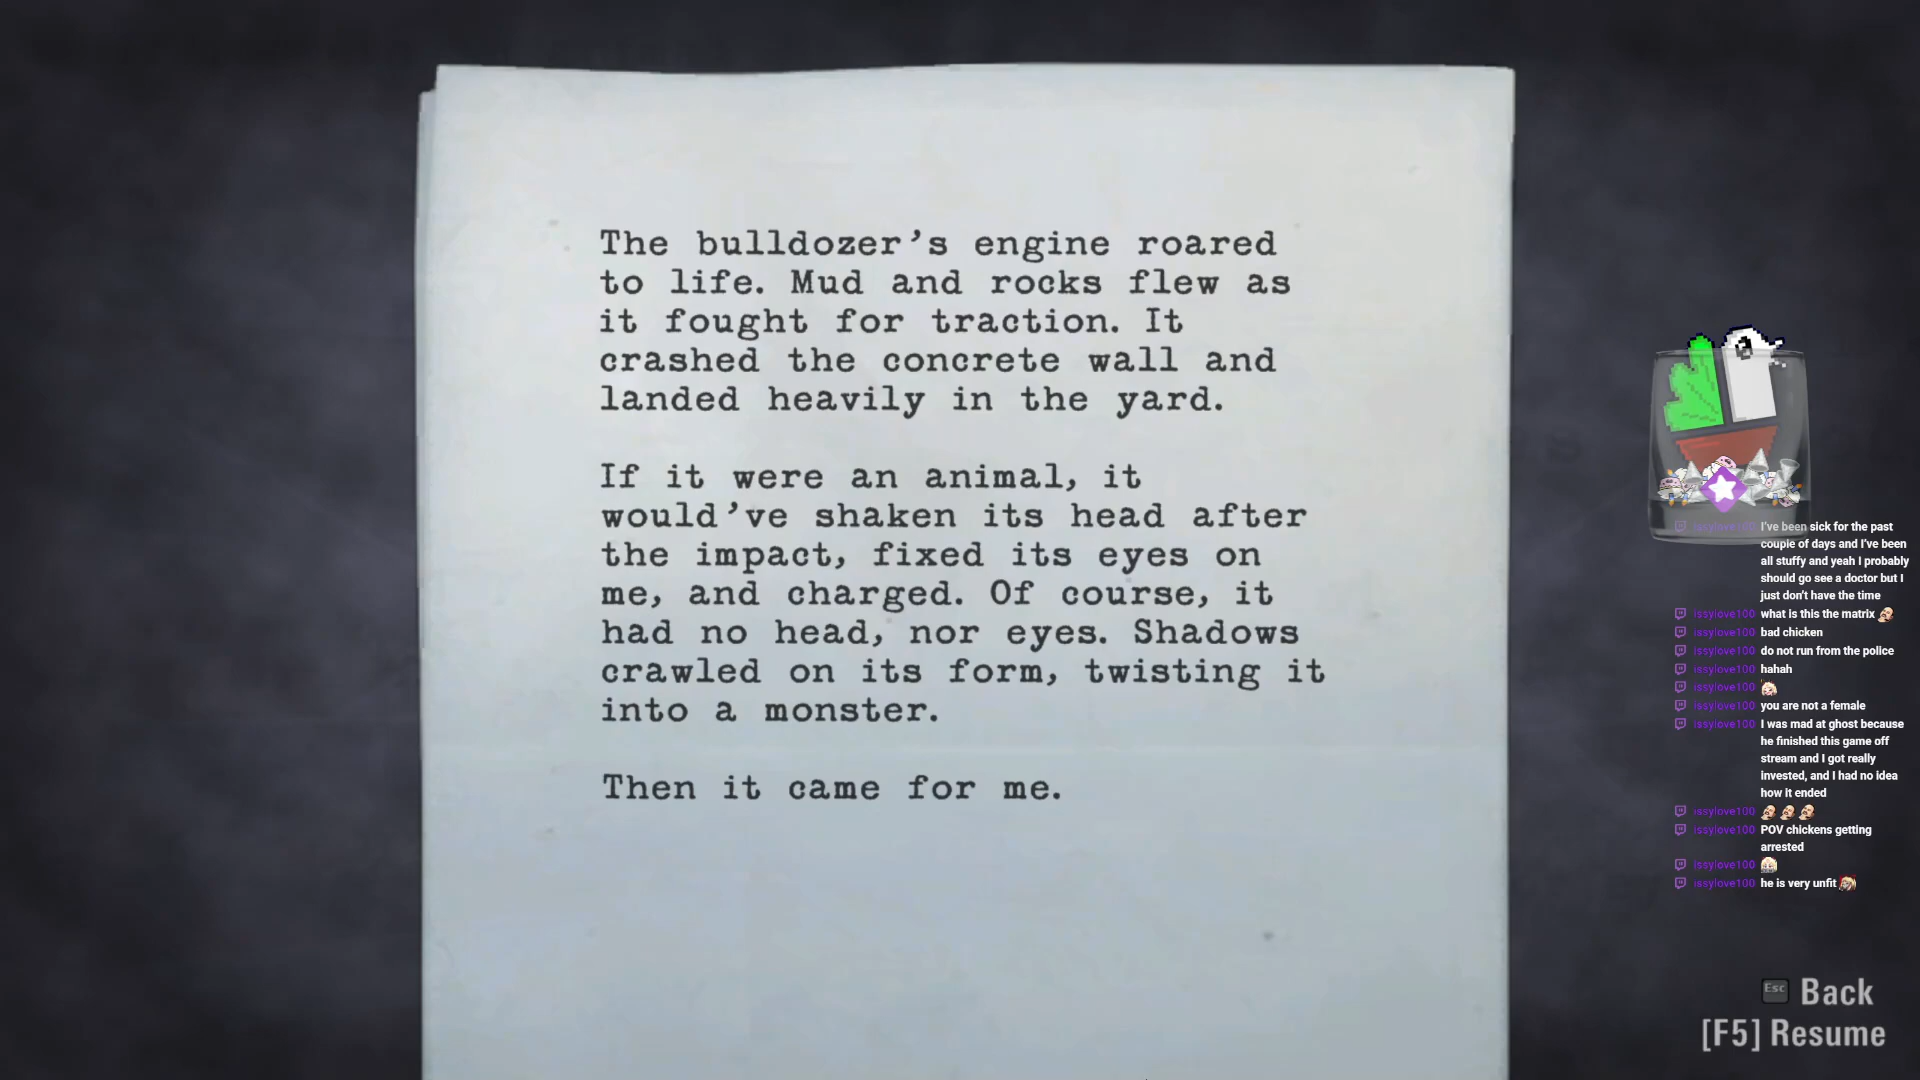 The bulldozer’s engine roared
to life. Mud and rocks flew as
it fought for traction. It
crashed the concrete wall and
landed heavily in the yard.
If it were an animal, it
would’ve shaken its head after
the impact, fixed its eyes on
me, and charged. Of course, it
had no head, nor eyes. Shadows
crawled on its form, twisting it
into a monster.
Then it came for me.
issylove100 I've been sick for the past
couple of days and I've been
all stuffy and yeah I probably
should go see a doctor but I
just don't have the time
issylove100 what is this the matrix
issylove100 bad chicken
issylove100 do not run from the police
issylove100 hahah
issylove100
issylove100 you are not a female
issylove100 I was mad at ghost because
he finished this game off
stream and I got really
invested, and I had no idea
how it ended
issylove100
issylove100 POV chickens getting
arrested
issylove100
issylove100 he is very unfit
Esc Back
[F5] Resume